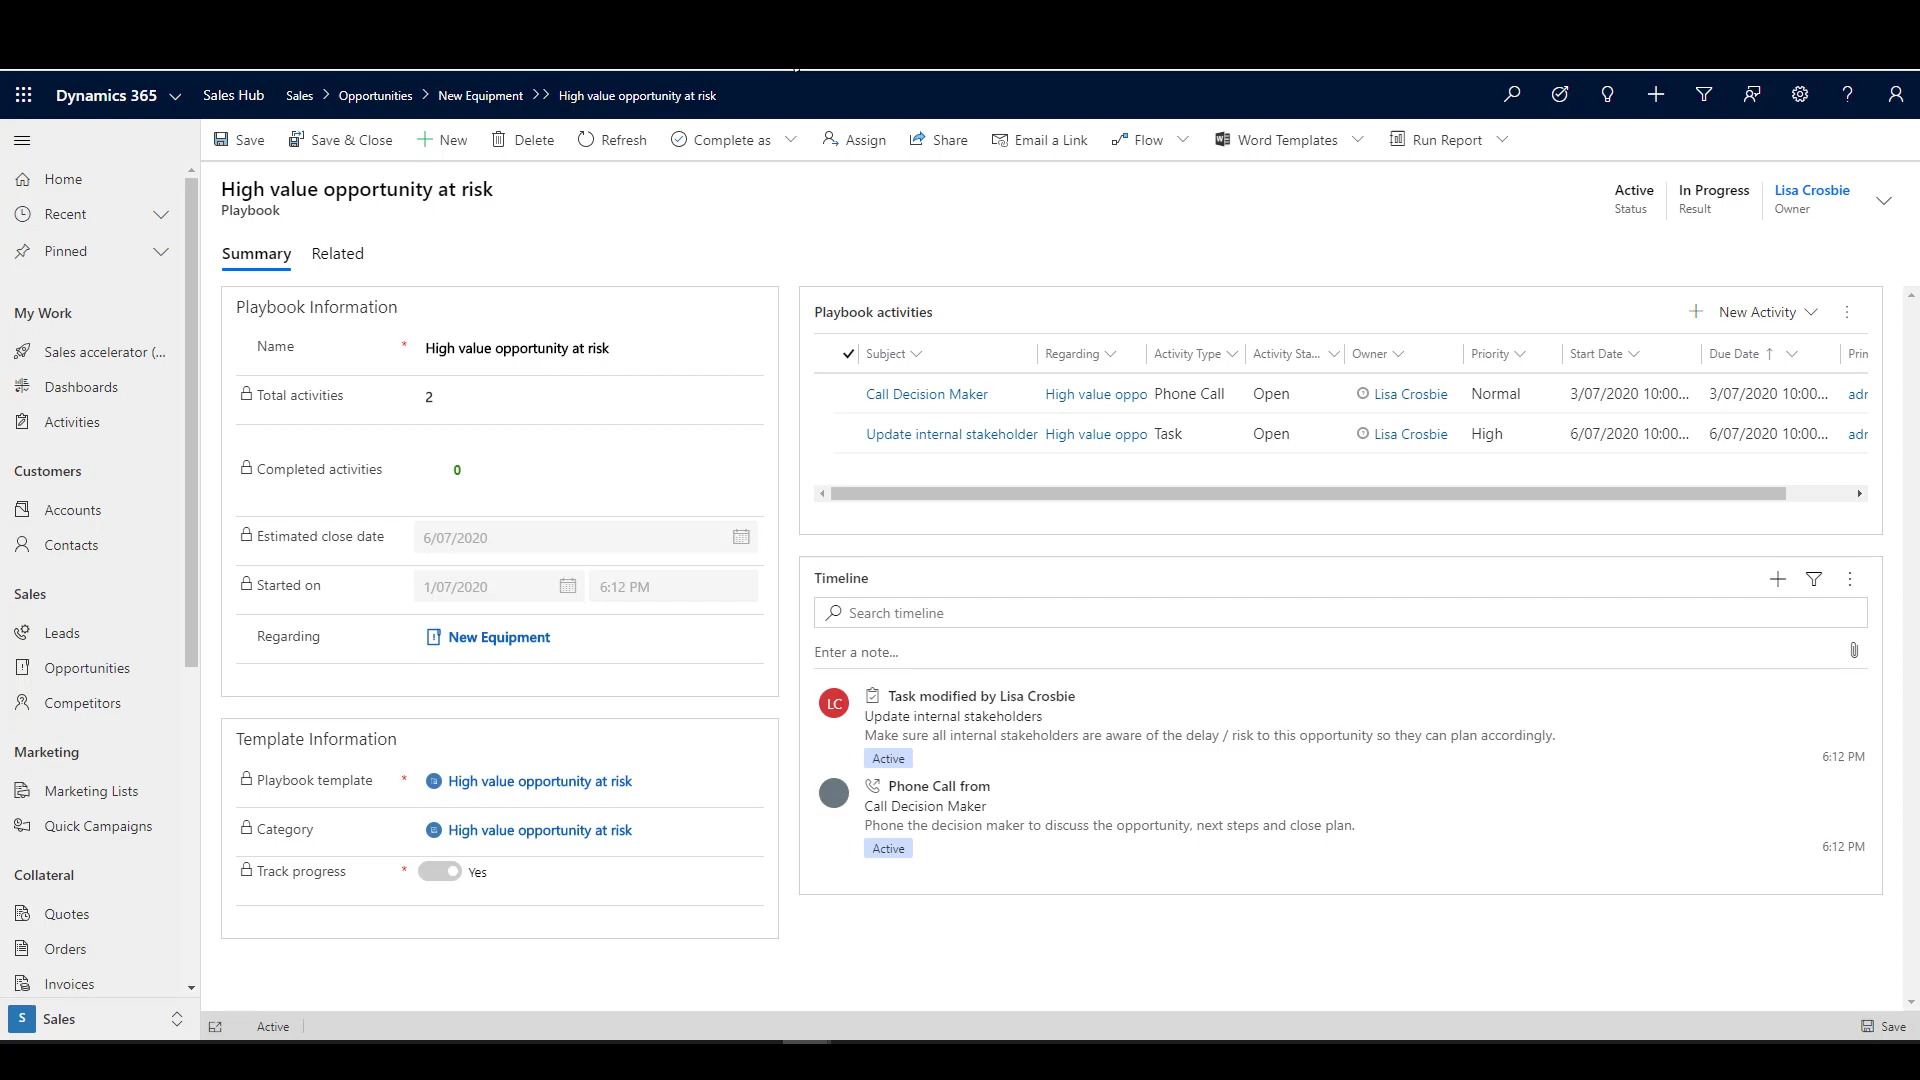 Dynamics 365 Sales Hub Sales > Opportunities > New Equipment >> High value opportunity at risk
Save Save & Close New Delete Refresh Complete as Assign Share Email a Link Flow Word Templates Run Report
Home
Recent
Pinned
My Work
Sales accelerator (...
Dashboards
Activities
Customers
Accounts
Contacts
Sales
Leads
Opportunities
Competitors
Marketing
Marketing Lists
Quick Campaigns
Collateral
Quotes
Orders
Invoices
S Sales
High value opportunity at risk
Playbook
Active
Status
In Progress
Result
Lisa Crosbie
Owner
Summary Related
Playbook Information
Name * High value opportunity at risk
Total activities 2
Completed activities 0
Estimated close date 6/07/2020
Started on 1/07/2020 6:12 PM
Regarding New Equipment
Template Information
Playbook template * High value opportunity at risk
Category High value opportunity at risk
Track progress * Yes
Playbook activities New Activity
Subject Regarding Activity Type Activity Sta... Owner Priority Start Date Due Date Prin
Call Decision Maker High value oppo Phone Call Open Lisa Crosbie Normal 3/07/2020 10:00... 3/07/2020 10:00... adr
Update internal stakeholder High value oppo Task Open Lisa Crosbie High 6/07/2020 10:00... 6/07/2020 10:00... adr
Timeline
Search timeline
Enter a note...
LC Task modified by Lisa Crosbie
Update internal stakeholders
Make sure all internal stakeholders are aware of the delay / risk to this opportunity so they can plan accordingly.
Active 6:12 PM
Phone Call from
Call Decision Maker
Phone the decision maker to discuss the opportunity, next steps and close plan.
Active 6:12 PM
Active Save